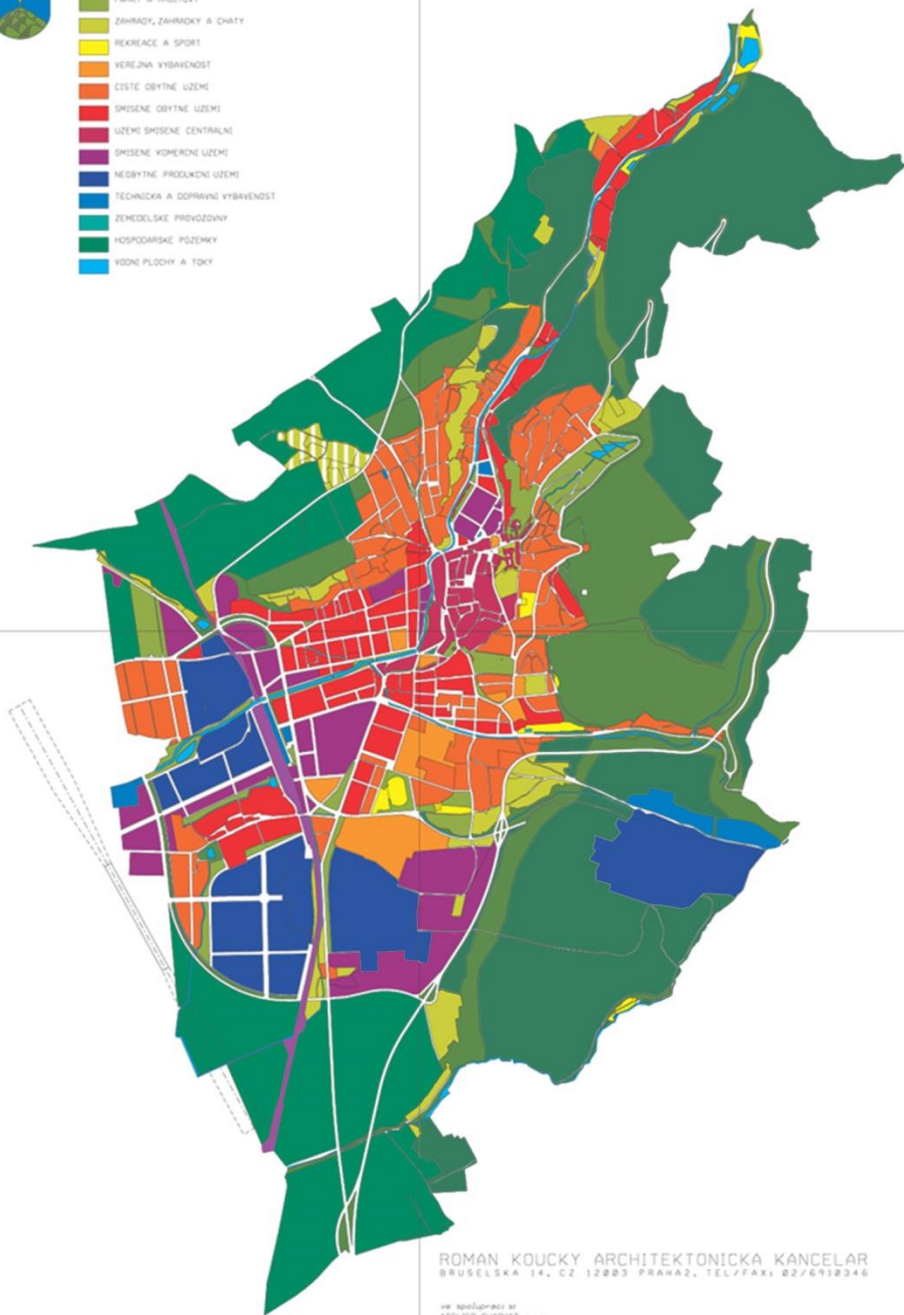 ZAHRADY, ZAHRADKY A CHATY
REKREACE A SPORT
VEREJNA VYBAVENOST
CISTE OBYTNE UZEMI
SMISENE OBYTNE UZEMI
UZEMI SMISENE CENTRALNI
SMISENE KOMERCNI UZEMI
NEOBYTNE PRODUKCNI UZEMI
TECHNICKA A DOPRAVNI VYBAVENOST
ZEMEDELSKE PROVOZOVNY
HOSPODARSKE POZEMKY
VODNI PLOCHY A TOKY
ROMAN KOUCKY ARCHITEKTONICKA KANCELAR
BRUSELSKA 14, CZ 12003 PRAHA2, TEL/FAX: 02/6910346
ve spolupraci s: